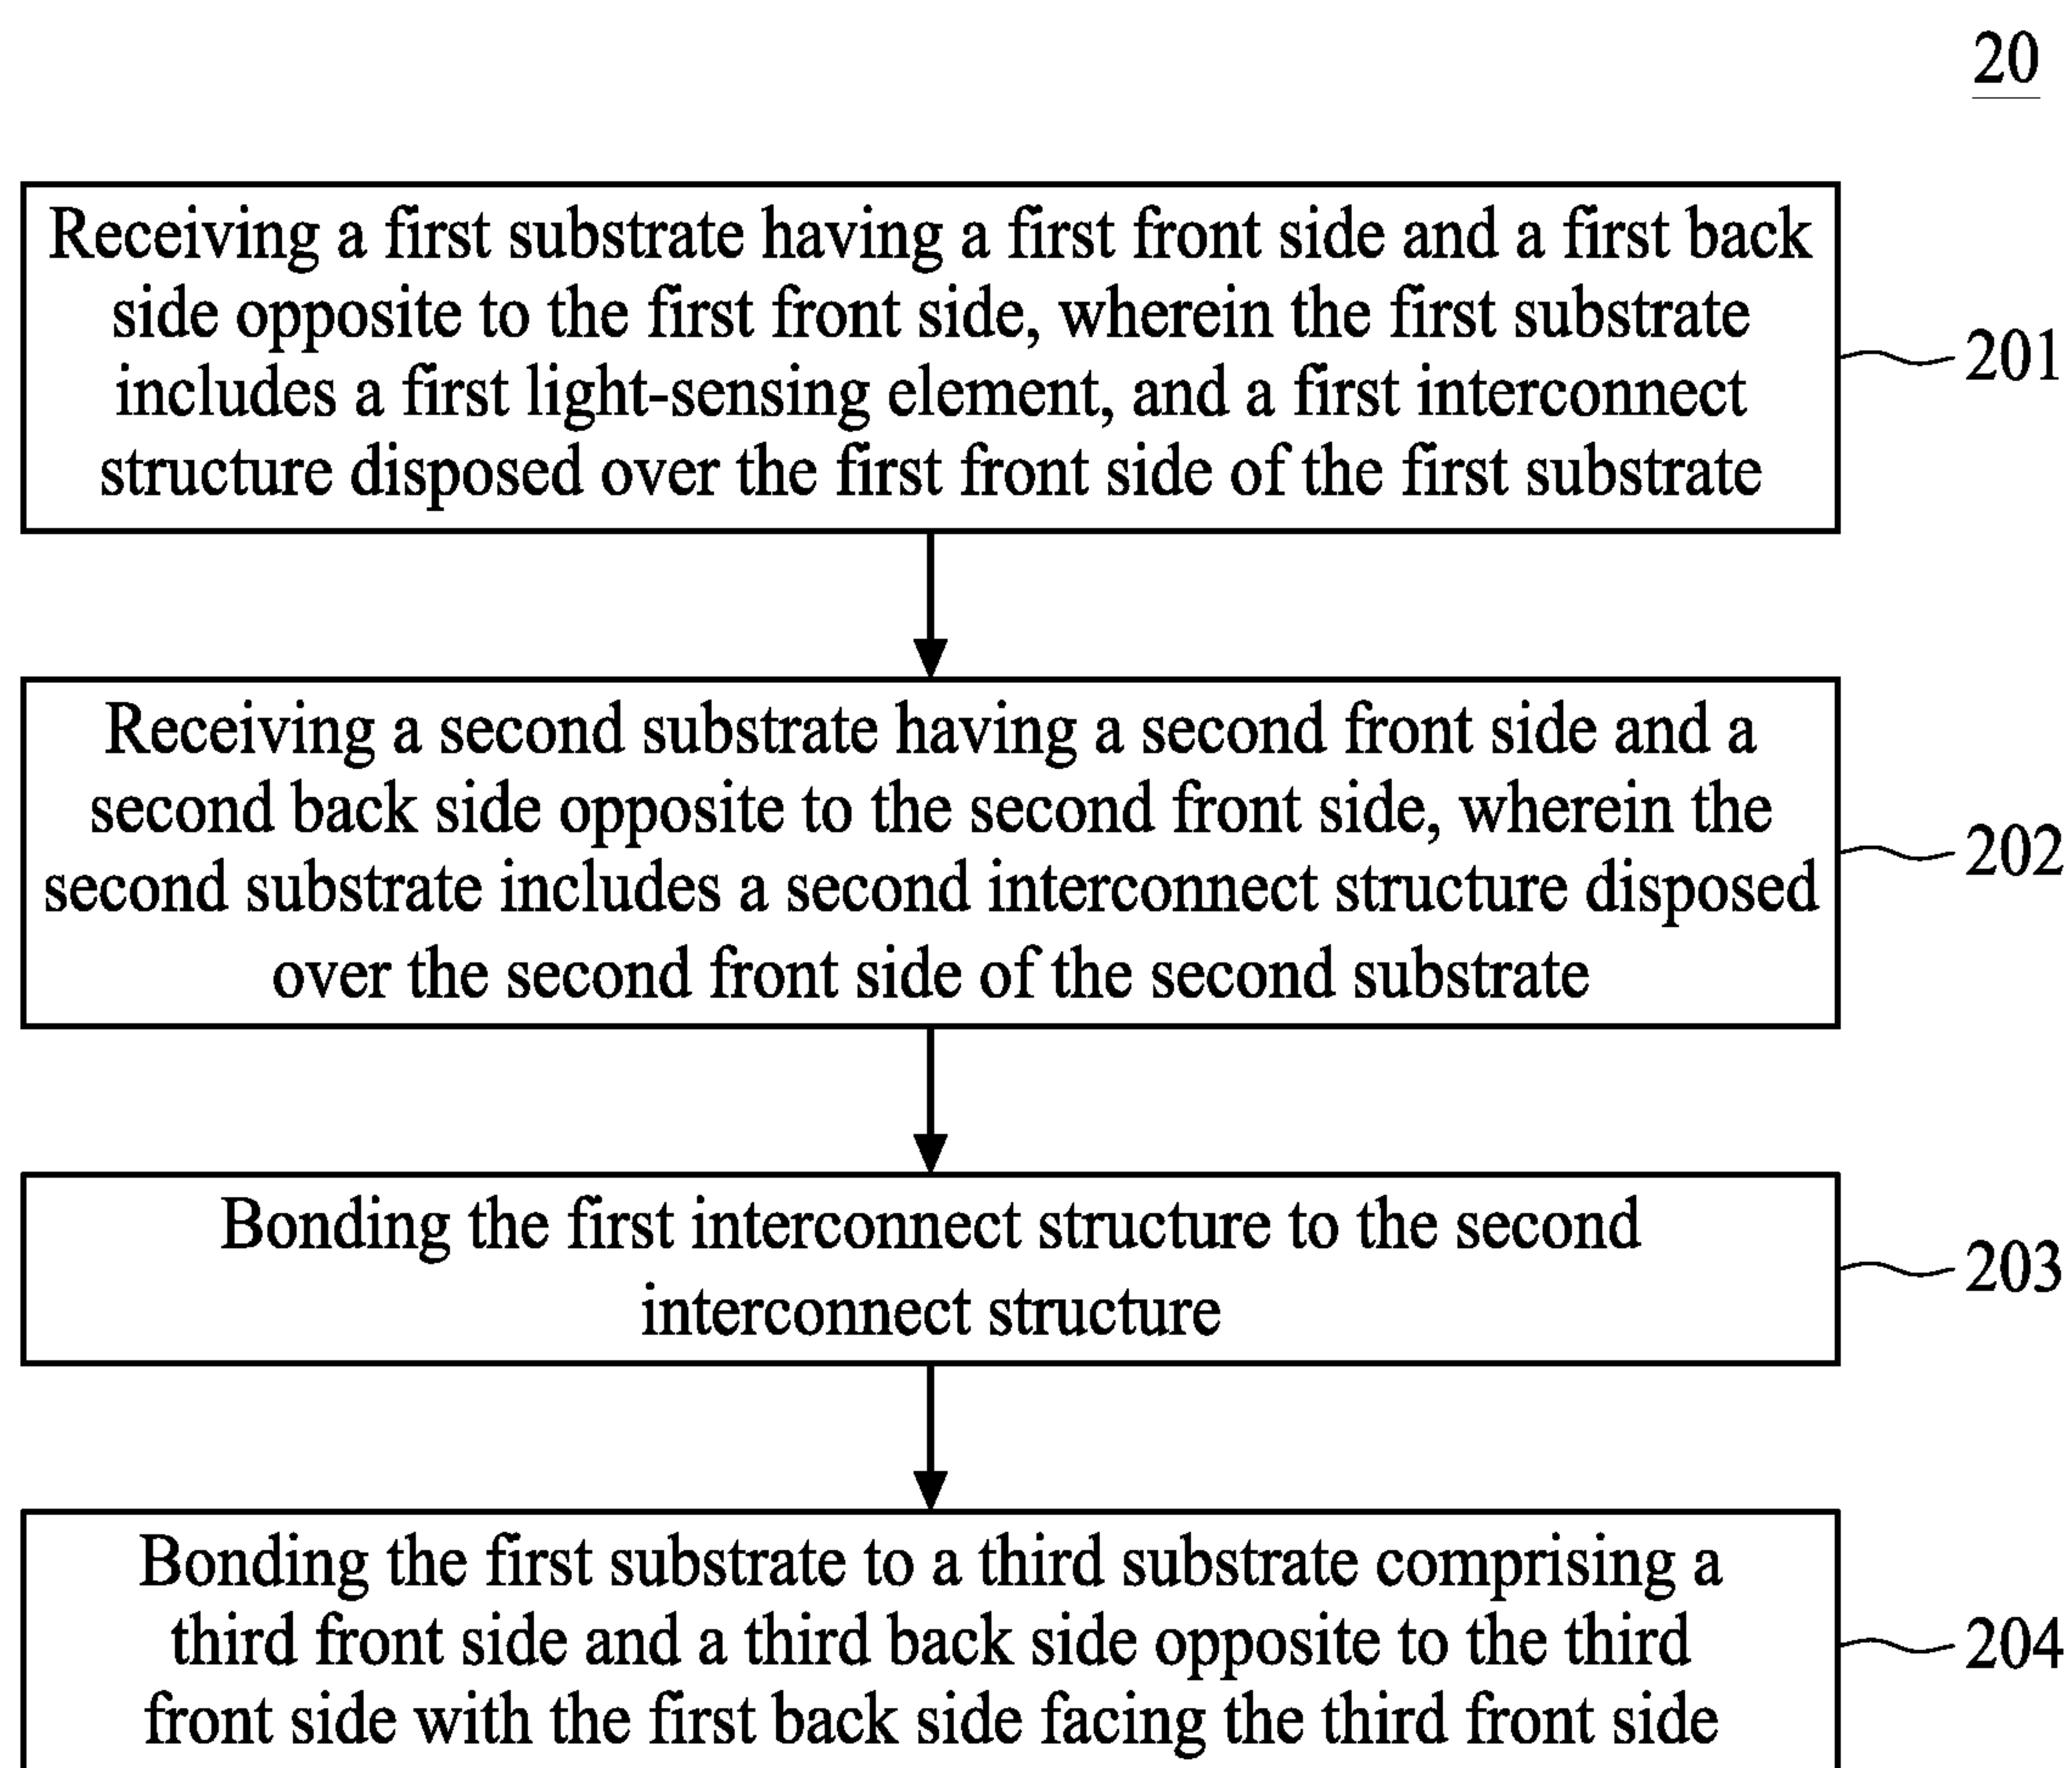 20
Receiving a first substrate having a first front side and a first back
side opposite to the first front side, wherein the first substrate
includes a first light-sensing element, and a first interconnect
structure disposed over the first front side of the first substrate
201
Receiving a second substrate having a second front side and a
second back side opposite to the second front side, wherein the
second substrate includes a second interconnect structure disposed
over the second front side of the second substrate
202
Bonding the first interconnect structure to the second
interconnect structure
203
Bonding the first substrate to a third substrate comprising a
third front side and a third back side opposite to the third
front side with the first back side facing the third front side
204